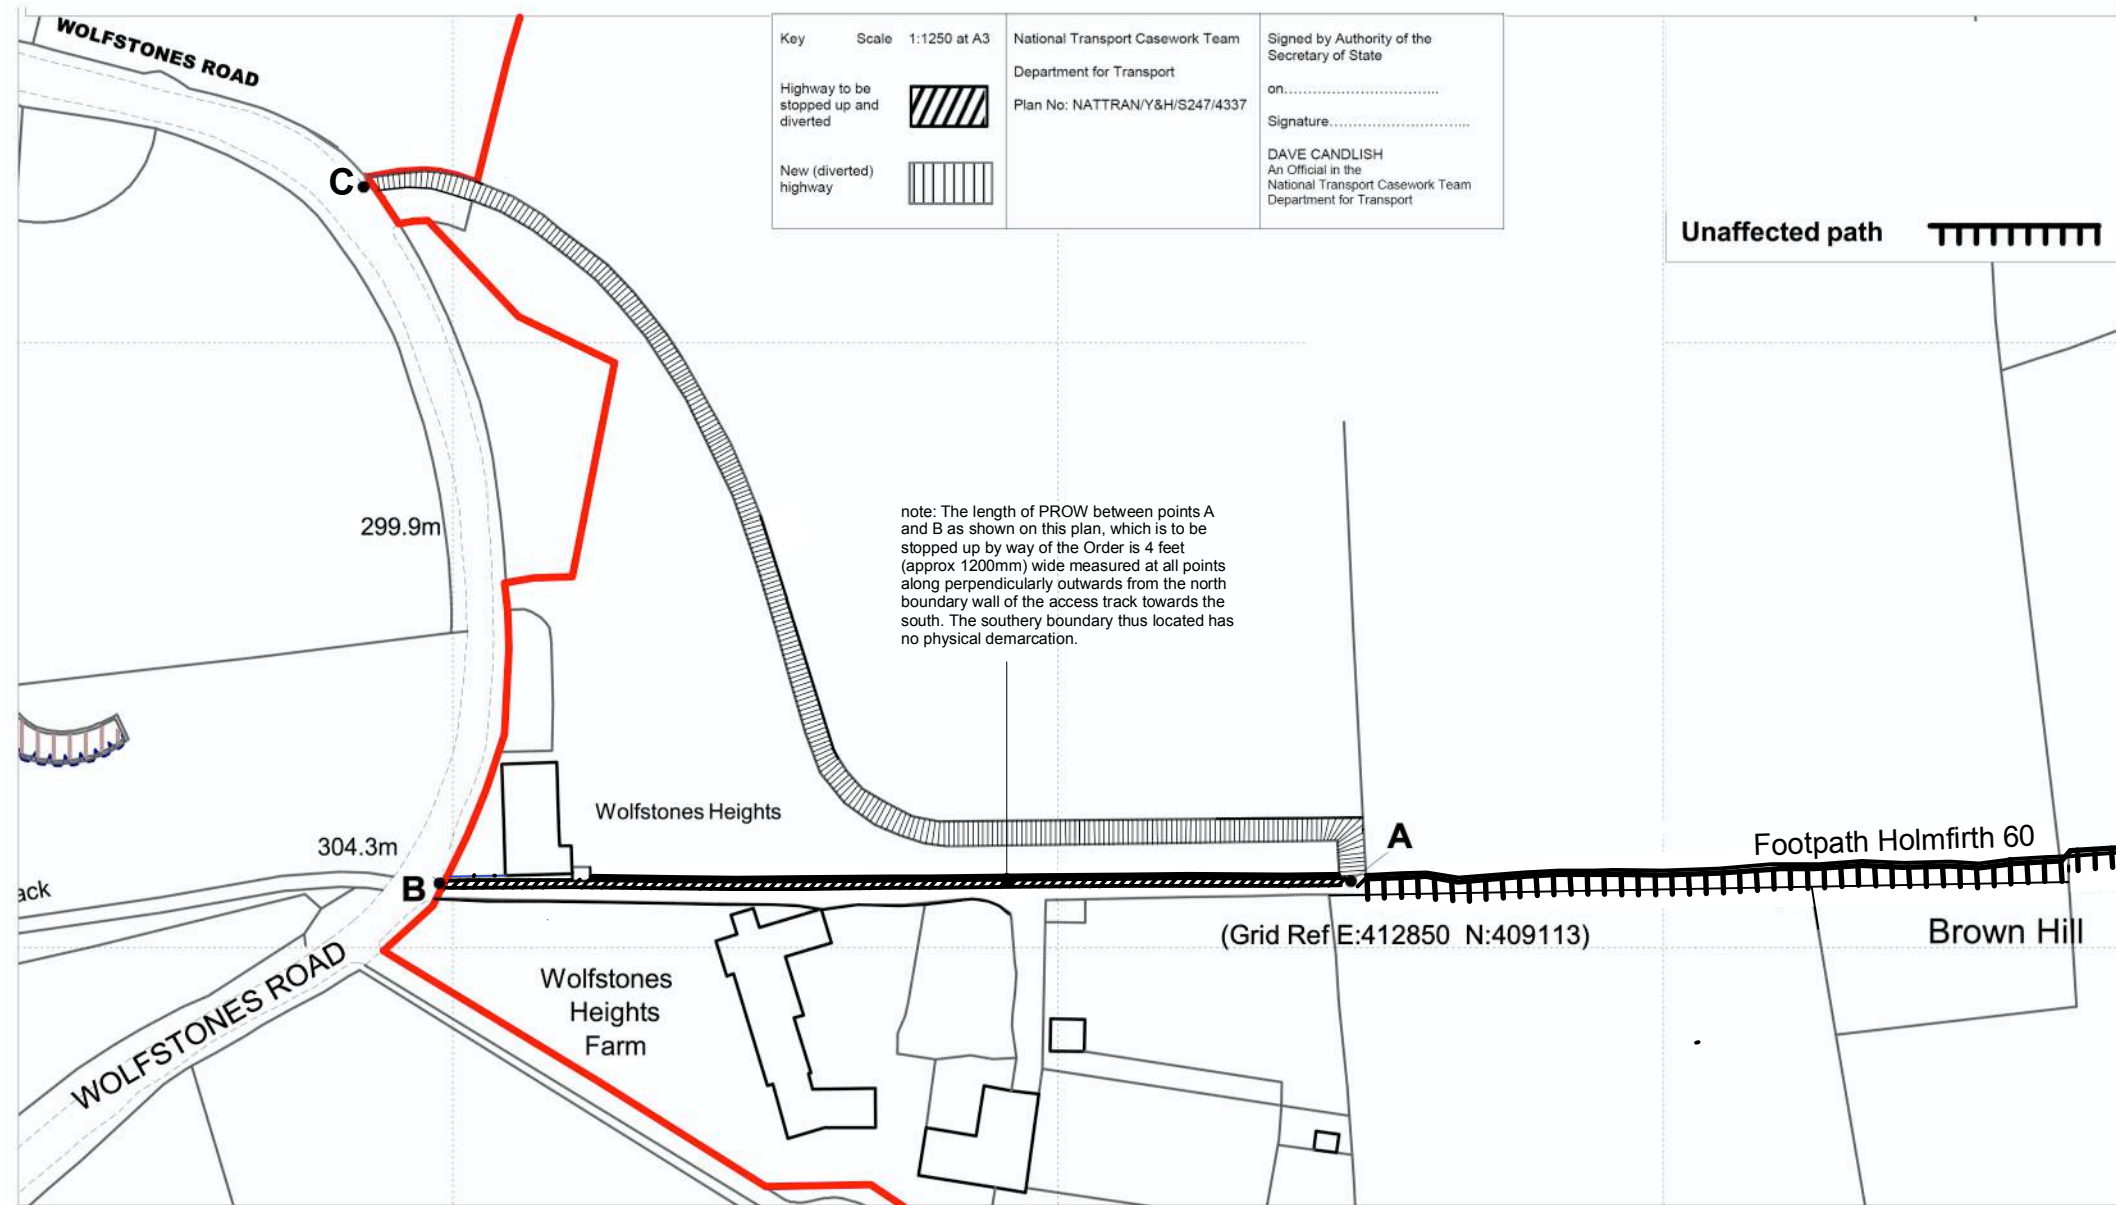 WOLFSTONES ROAD
Key Scale 1:1250 at A3
Highway to be
stopped up and
diverted
New (diverted)
highway
National Transport Casework Team
Department for Transport
Plan No: NATTRAN/Y&H/S247/4337
Signed by Authority of the
Secretary of State
on..................................
Signature..............................
DAVE CANDLISH
An Official in the
National Transport Casework Team
Department for Transport
Unaffected path
C
299.9m
note: The length of PROW between points A
and B as shown on this plan, which is to be
stopped up by way of the Order is 4 feet
(approx 1200mm) wide measured at all points
along perpendicularly outwards from the north
boundary wall of the access track towards the
south. The southery boundary thus located has
no physical demarcation.
Wolfstones Heights
304.3m
A
Footpath Holmfirth 60
ack
B
(Grid Ref E:412850 N:409113)
Brown Hill
WOLFSTONES ROAD
Wolfstones
Heights
Farm